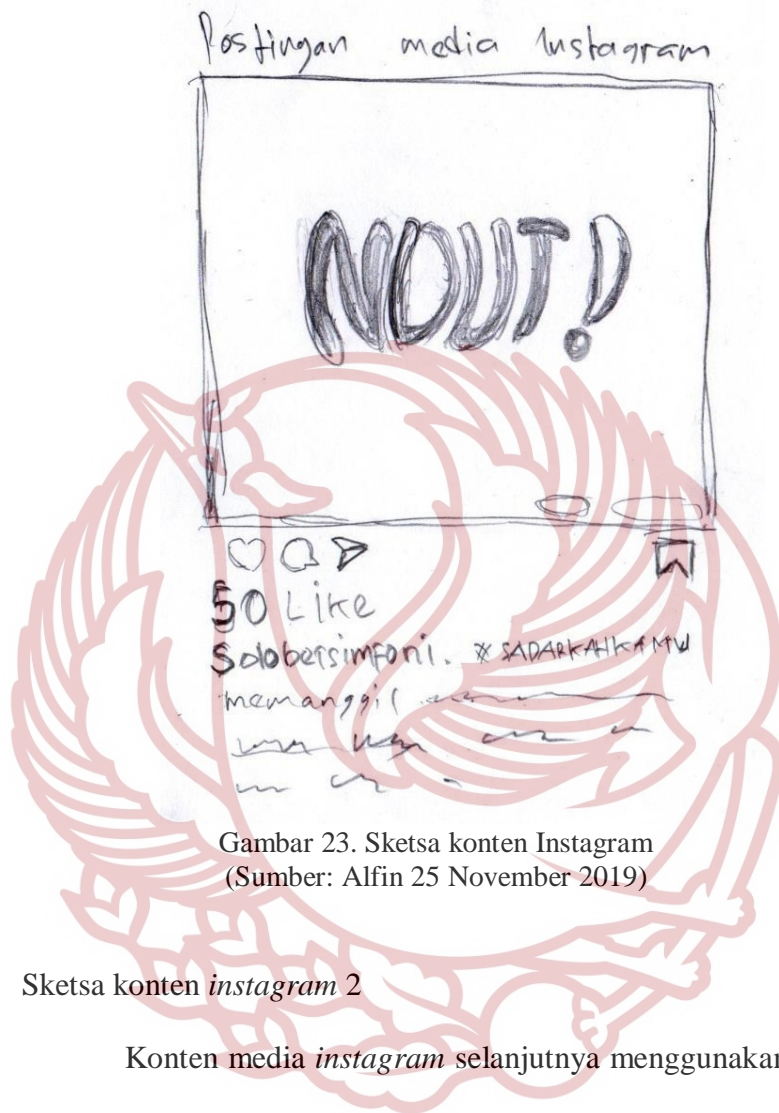 Postingan media Instagram
NOUT!
50 Like
Solobersimfoni. #SADARKAHKAMU
memanggil
Gambar 23. Sketsa konten Instagram
(Sumber: Alfin 25 November 2019)
Sketsa konten instagram 2
Konten media instagram selanjutnya menggunakan